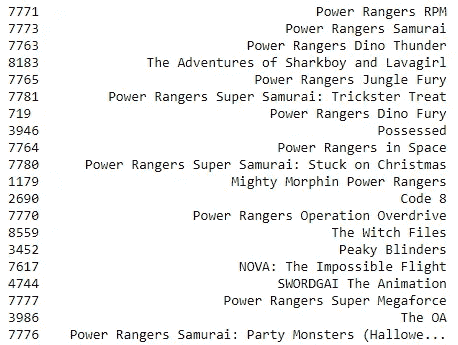 7771 Power Rangers RPM
7773 Power Rangers Samurai
7763 Power Rangers Dino Thunder
8183 The Adventures of Sharkboy and Lavagirl
7765 Power Rangers Jungle Fury
7781 Power Rangers Super Samurai: Trickster Treat
719 Power Rangers Dino Fury
3946 Possessed
7764 Power Rangers in Space
7780 Power Rangers Super Samurai: Stuck on Christmas
1179 Mighty Morphin Power Rangers
2690 Code 8
7770 Power Rangers Operation Overdrive
8559 The Witch Files
3452 Peaky Blinders
7617 NOVA: The Impossible Flight
4744 SWORDGAI The Animation
7777 Power Rangers Super Megaforce
3986 The OA
7776 Power Rangers Samurai: Party Monsters (Hallowe...